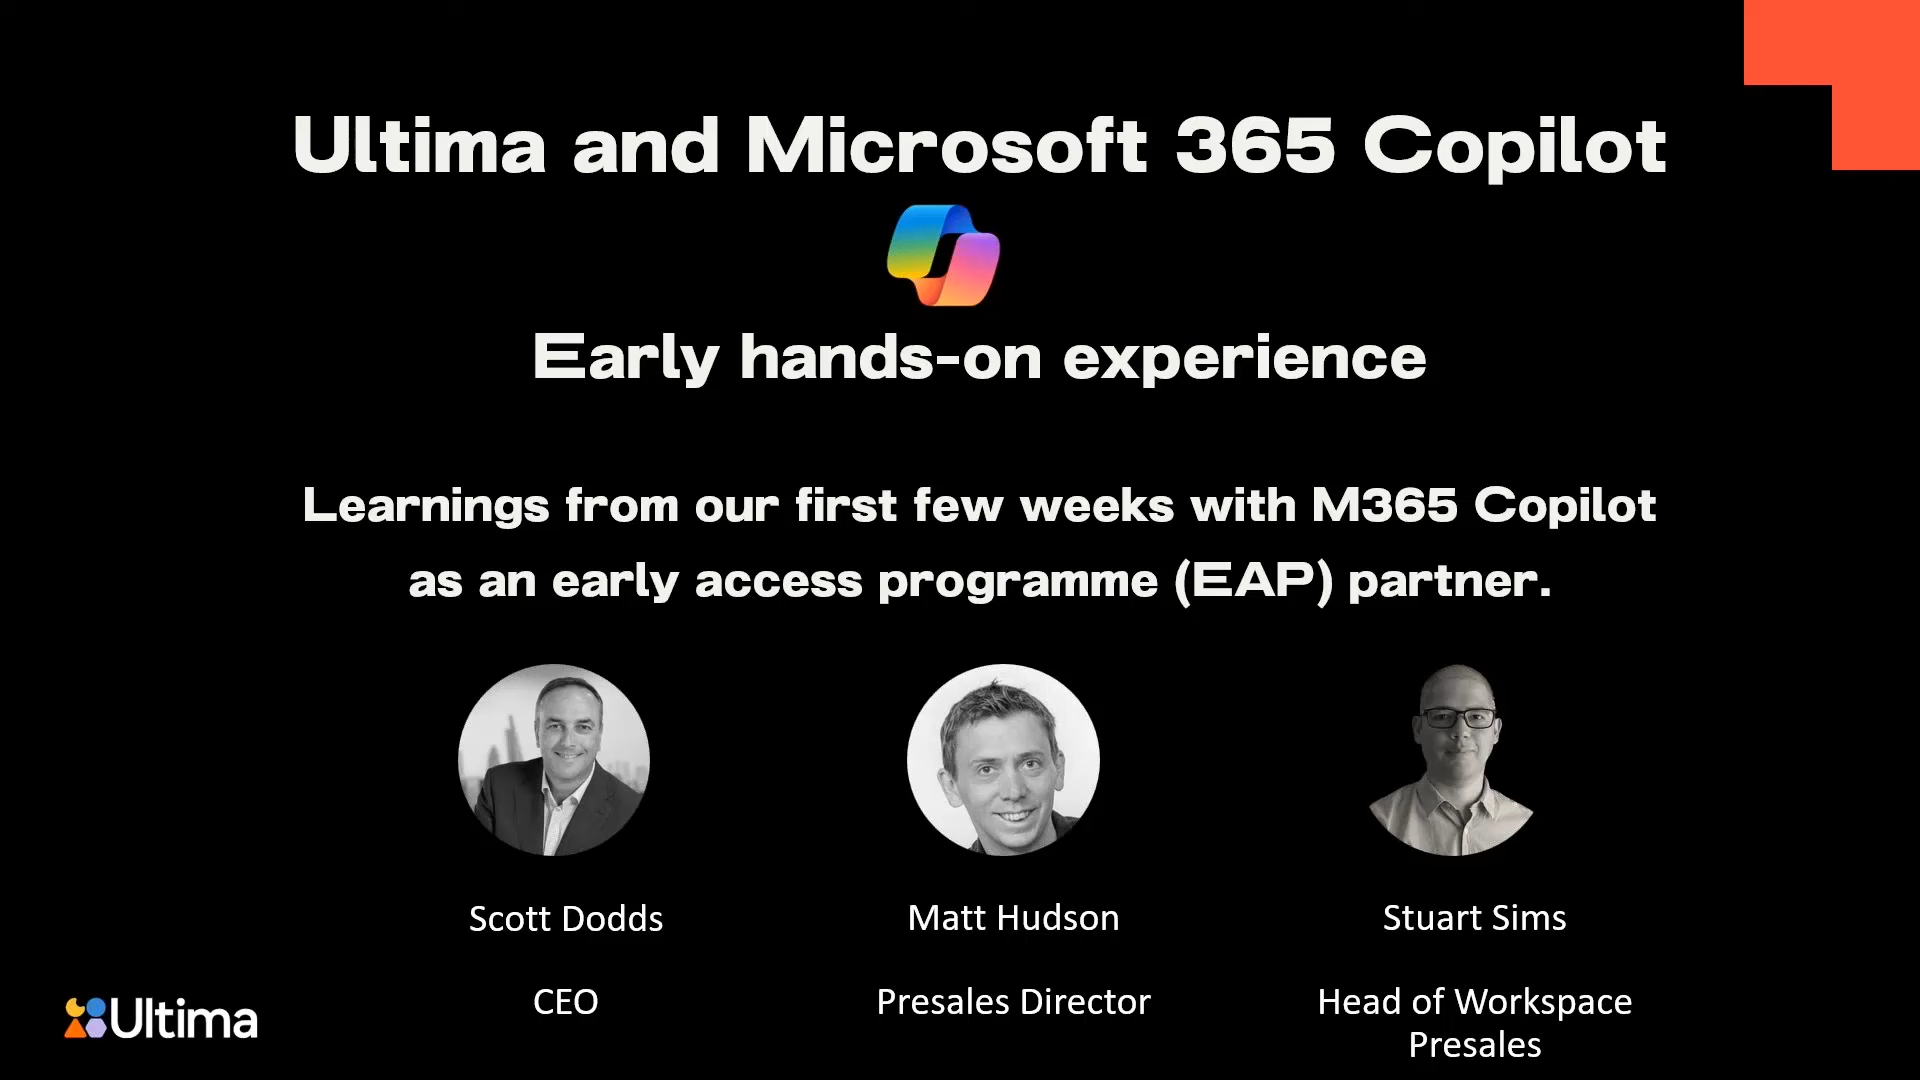 Ultima and Microsoft 365 Copilot
Early hands-on experience
Learnings from our first few weeks with M365 Copilot
as an early access programme (EAP) partner.
Scott Dodds
Matt Hudson
Stuart Sims
CEO
Presales Director
Head of Workspace
Presales
Ultima